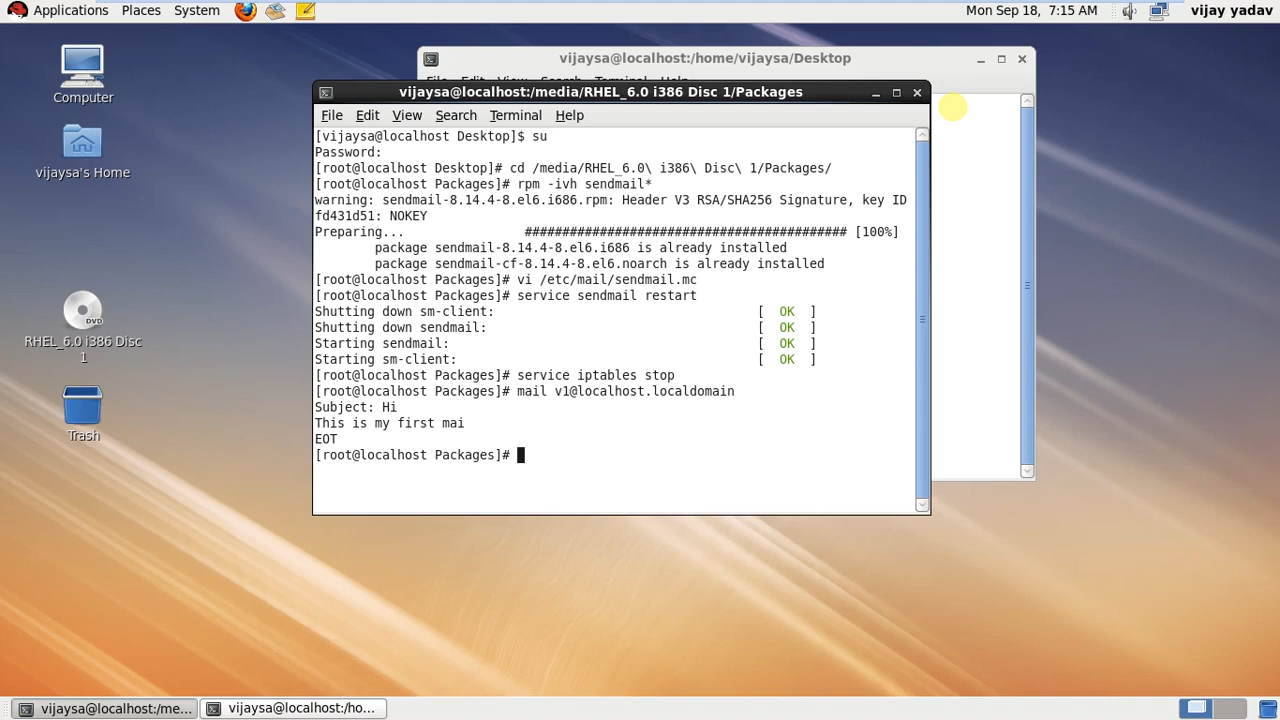 Applications Places System
Mon Sep 18, 7:15 AM vijay yadav
Computer
vijaysa's Home
RHEL_6.0 i386 Disc
1
Trash
vijaysa@localhost:/home/vijaysa/Desktop
vijaysa@localhost:/media/RHEL_6.0 i386 Disc 1/Packages
File Edit View Search Terminal Help
[vijaysa@localhost Desktop]$ su
Password:
[root@localhost Desktop]# cd /media/RHEL_6.0\ i386\ Disc\ 1/Packages/
[root@localhost Packages]# rpm -ivh sendmail*
warning: sendmail-8.14.4-8.el6.i686.rpm: Header V3 RSA/SHA256 Signature, key ID
fd431d51: NOKEY
Preparing... ########################################### [100%]
package sendmail-8.14.4-8.el6.i686 is already installed
package sendmail-cf-8.14.4-8.el6.noarch is already installed
[root@localhost Packages]# vi /etc/mail/sendmail.mc
[root@localhost Packages]# service sendmail restart
Shutting down sm-client: [ OK ]
Shutting down sendmail: [ OK ]
Starting sendmail: [ OK ]
Starting sm-client: [ OK ]
[root@localhost Packages]# service iptables stop
[root@localhost Packages]# mail v1@localhost.localdomain
Subject: Hi
This is my first mai
EOT
[root@localhost Packages]#
vijaysa@localhost:/me...
vijaysa@localhost:/ho...